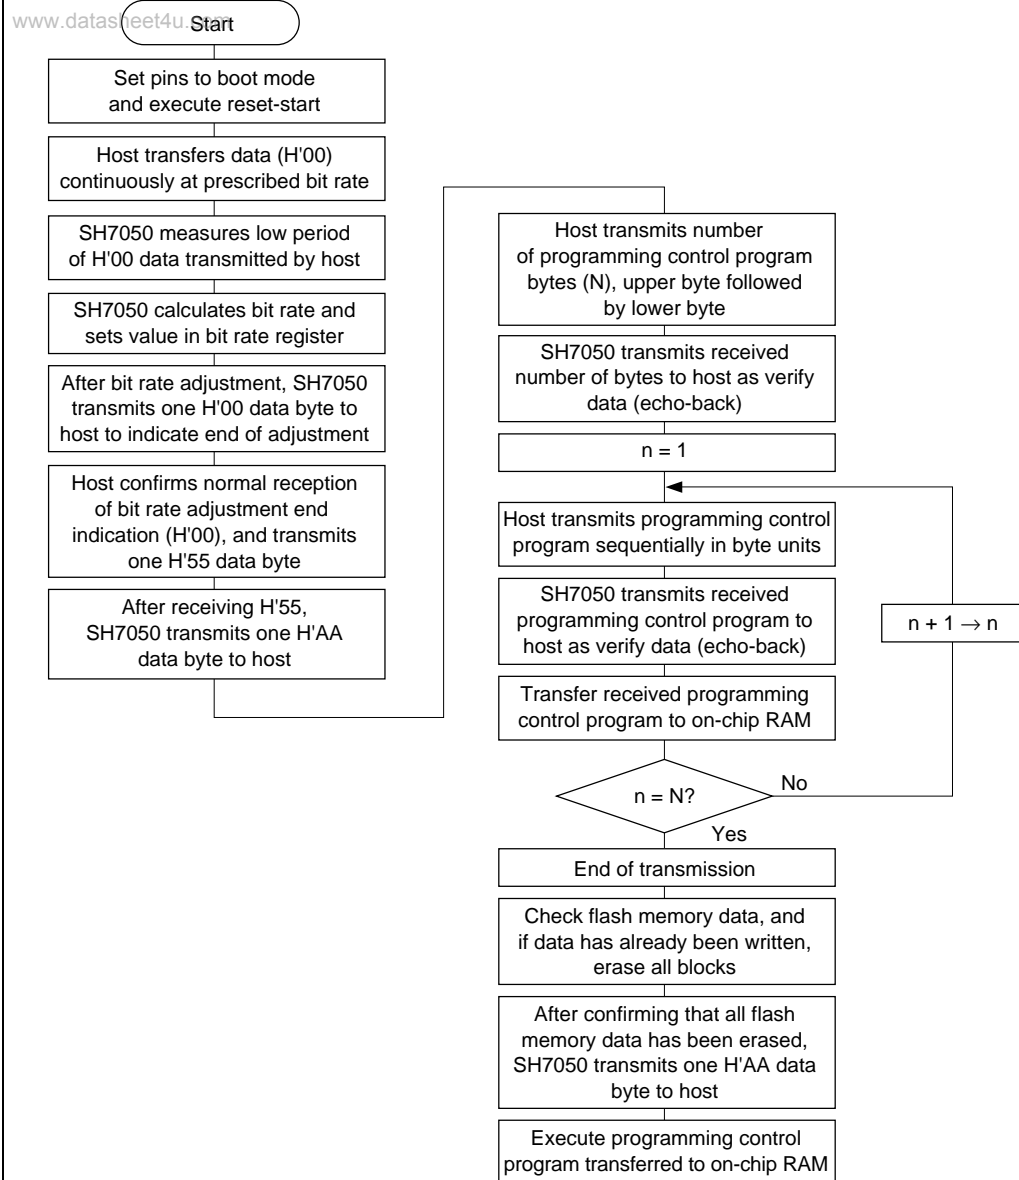 www.datasheet4u.com
Start
Set pins to boot mode
and execute reset-start
Host transfers data (H'00)
continuously at prescribed bit rate
SH7050 measures low period
of H'00 data transmitted by host
SH7050 calculates bit rate and
sets value in bit rate register
After bit rate adjustment, SH7050
transmits one H'00 data byte to
host to indicate end of adjustment
Host confirms normal reception
of bit rate adjustment end
indication (H'00), and transmits
one H'55 data byte
After receiving H'55,
SH7050 transmits one H'AA
data byte to host
Host transmits number
of programming control program
bytes (N), upper byte followed
by lower byte
SH7050 transmits received
number of bytes to host as verify
data (echo-back)
n = 1
Host transmits programming control
program sequentially in byte units
SH7050 transmits received
programming control program to
host as verify data (echo-back)
n + 1 → n
Transfer received programming
control program to on-chip RAM
n = N?
No
Yes
End of transmission
Check flash memory data, and
if data has already been written,
erase all blocks
After confirming that all flash
memory data has been erased,
SH7050 transmits one H'AA data
byte to host
Execute programming control
program transferred to on-chip RAM